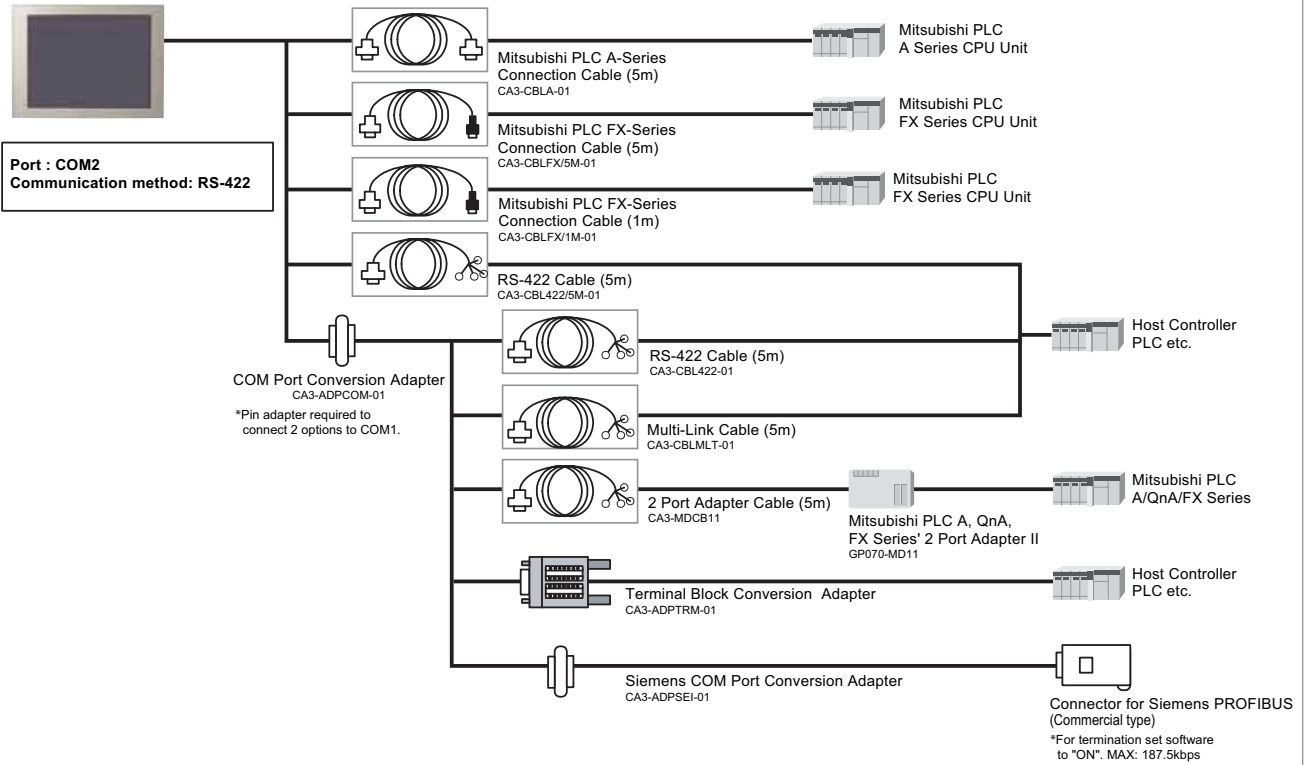 Mitsubishi PLC
A Series CPU Unit
Mitsubishi PLC A-Series
Connection Cable (5m)
CA3-CBLA-01
Mitsubishi PLC
FX Series CPU Unit
Mitsubishi PLC FX-Series
Connection Cable (5m)
CA3-CBLFX/5M-01
Port : COM2
Communication method: RS-422
Mitsubishi PLC
FX Series CPU Unit
Mitsubishi PLC FX-Series
Connection Cable (1m)
CA3-CBLFX/1M-01
RS-422 Cable (5m)
CA3-CBL422/5M-01
Host Controller
PLC etc.
RS-422 Cable (5m)
CA3-CBL422-01
COM Port Conversion Adapter
CA3-ADPCOM-01
*Pin adapter required to
connect 2 options to COM1.
Multi-Link Cable (5m)
CA3-CBLMLT-01
2 Port Adapter Cable (5m)
CA3-MDCB11
Mitsubishi PLC A, QnA,
FX Series' 2 Port Adapter II
GP070-MD11
Mitsubishi PLC
A/QnA/FX Series
Terminal Block Conversion Adapter
CA3-ADPTRM-01
Host Controller
PLC etc.
Siemens COM Port Conversion Adapter
CA3-ADPSEI-01
Connector for Siemens PROFIBUS
(Commercial type)
*For termination set software
to "ON". MAX: 187.5kbps